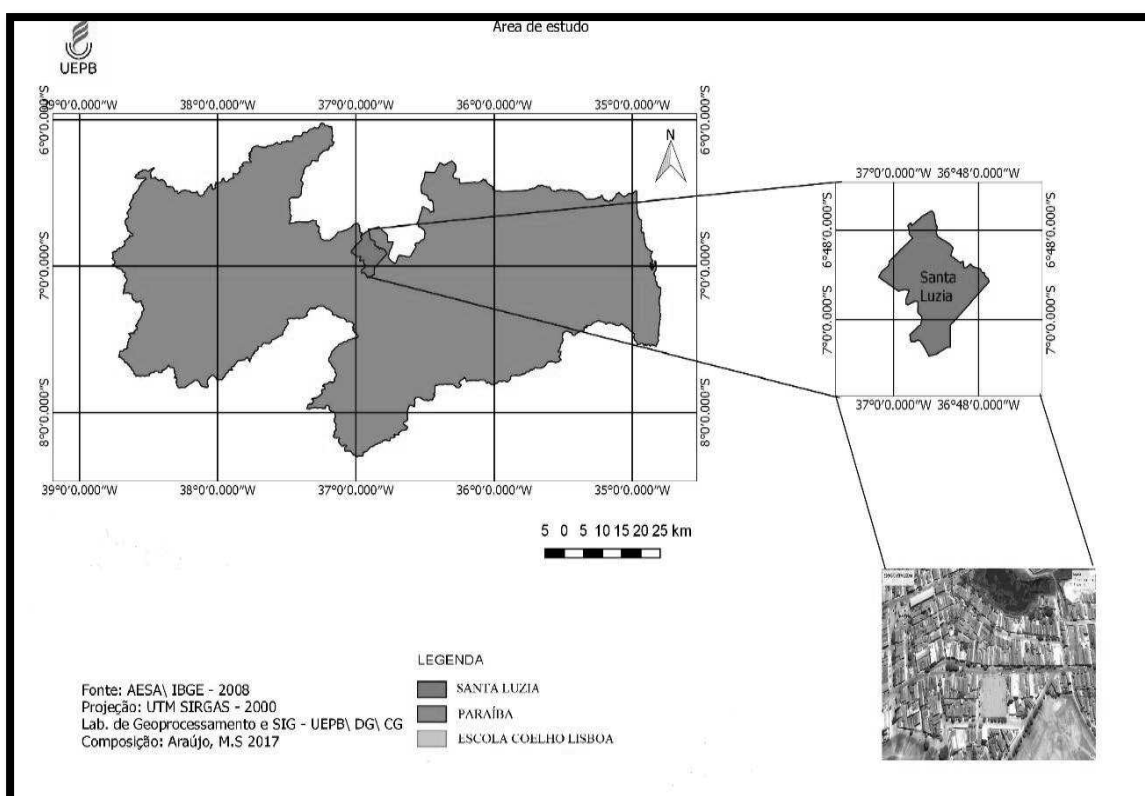 Area de estudo
UEPB
39°0'0.000"W 38°0'0.000"W 37°0'0.000"W 36°0'0.000"W 35°0'0.000"W
6°0'0.000"S 6°0'0.000"S
7°0'0.000"S 7°0'0.000"S
8°0'0.000"S 8°0'0.000"S
39°0'0.000"W 38°0'0.000"W 37°0'0.000"W 36°0'0.000"W 35°0'0.000"W
N
37°0'0.000"W 36°48'0.000"W
6°48'0.000"S 6°48'0.000"S
7°0'0.000"S 7°0'0.000"S
Santa
Luzia
37°0'0.000"W 36°48'0.000"W
5 0 5 10 15 20 25 km
LEGENDA
SANTA LUZIA
PARAÍBA
ESCOLA COELHO LISBOA
Fonte: AESA\ IBGE - 2008
Projeção: UTM SIRGAS - 2000
Lab. de Geoprocessamento e SIG - UEPB\ DG\ CG
Composição: Araújo, M.S 2017